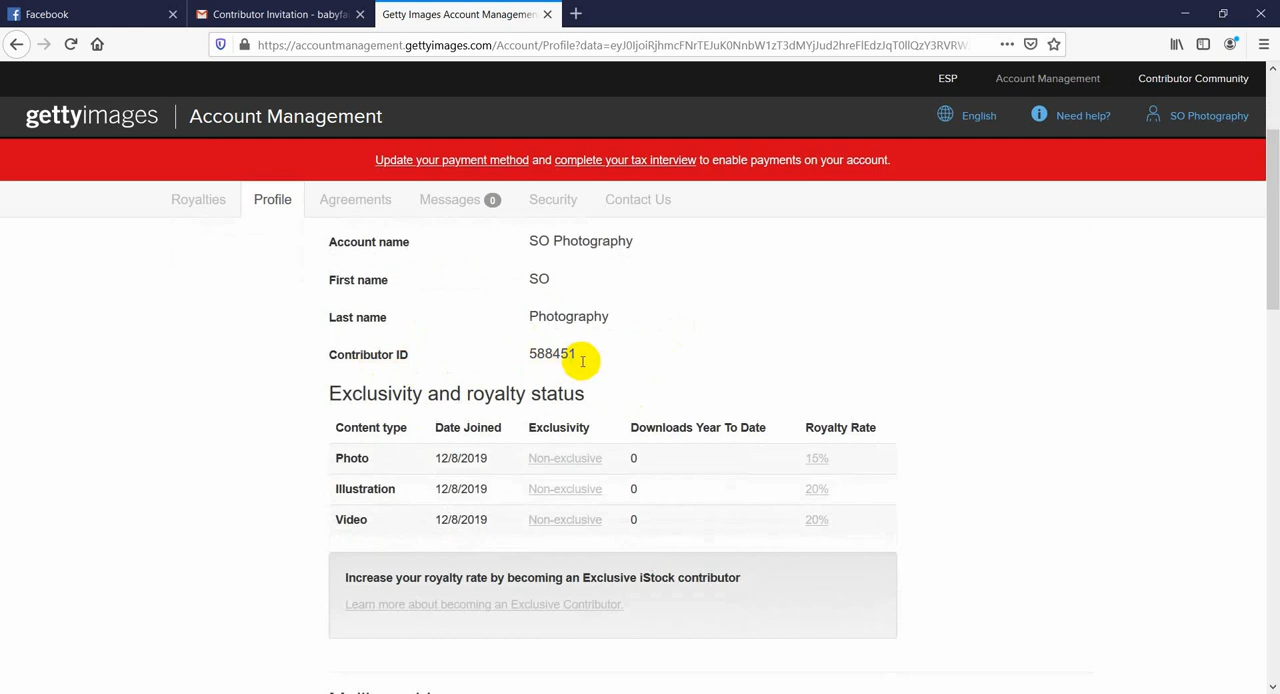 Facebook
Contributor Invitation - babyfa
Getty Images Account Managemen
https://accountmanagement.gettyimages.com/Account/Profile?data=
ESP
Account Management
Contributor Community
gettyimages
Account Management
English
Need help?
SO Photography
Update your payment method and complete your tax interview to enable payments on your account.
Royalties
Profile
Agreements
Messages 0
Security
Contact Us
Account name SO Photography
First name SO
Last name Photography
Contributor ID 588451
Exclusivity and royalty status
Content type Date Joined Exclusivity Downloads Year To Date Royalty Rate
Photo 12/8/2019 Non-exclusive 0 15%
Illustration 12/8/2019 Non-exclusive 0 20%
Video 12/8/2019 Non-exclusive 0 20%
Increase your royalty rate by becoming an Exclusive iStock contributor
Learn more about becoming an Exclusive Contributor.